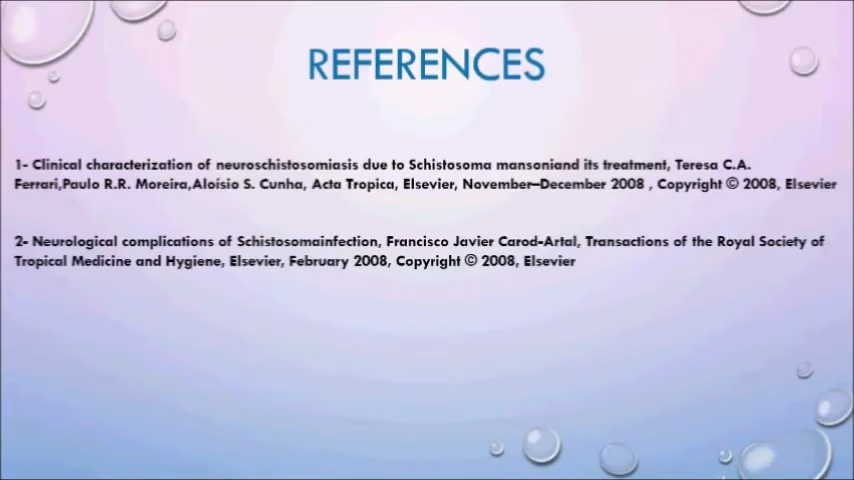 REFERENCES
1- Clinical characterization of neuroschistosomiasis due to Schistosoma mansoniand its treatment, Teresa C.A.
Ferrari,Paulo R.R. Moreira,Aloísio S. Cunha, Acta Tropica, Elsevier, November–December 2008 , Copyright © 2008, Elsevier
2- Neurological complications of Schistosomainfection, Francisco Javier Carod-Artal, Transactions of the Royal Society of
Tropical Medicine and Hygiene, Elsevier, February 2008, Copyright © 2008, Elsevier